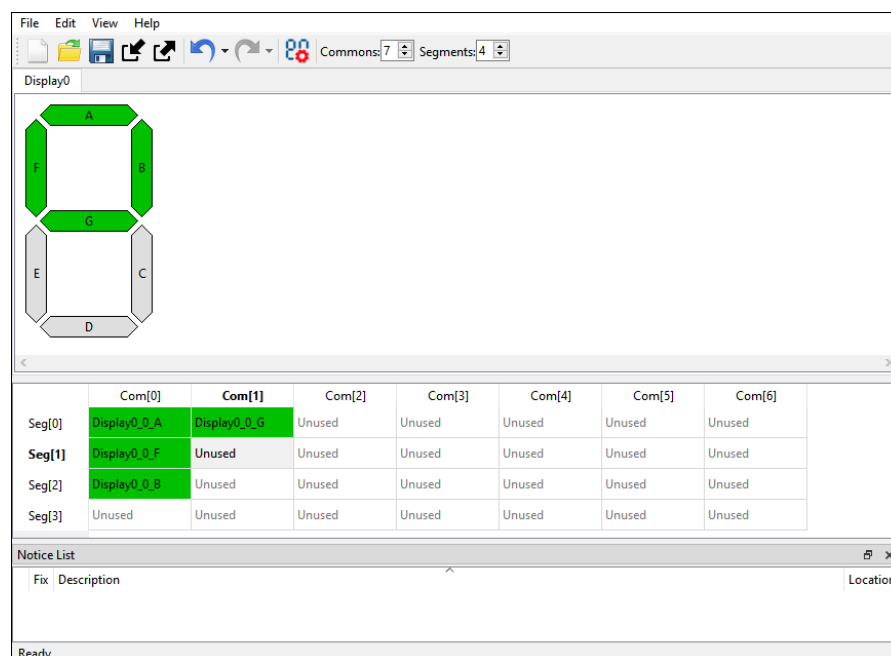 File Edit View Help
Commons: 7 Segments: 4
Display0
A
F B
G
E C
D
Com[0] Com[1] Com[2] Com[3] Com[4] Com[5] Com[6]
Seg[0] Display0_0_A Display0_0_G Unused Unused Unused Unused Unused
Seg[1] Display0_0_F Unused Unused Unused Unused Unused Unused
Seg[2] Display0_0_B Unused Unused Unused Unused Unused Unused
Seg[3] Unused Unused Unused Unused Unused Unused Unused
Notice List
Fix Description Location
Ready